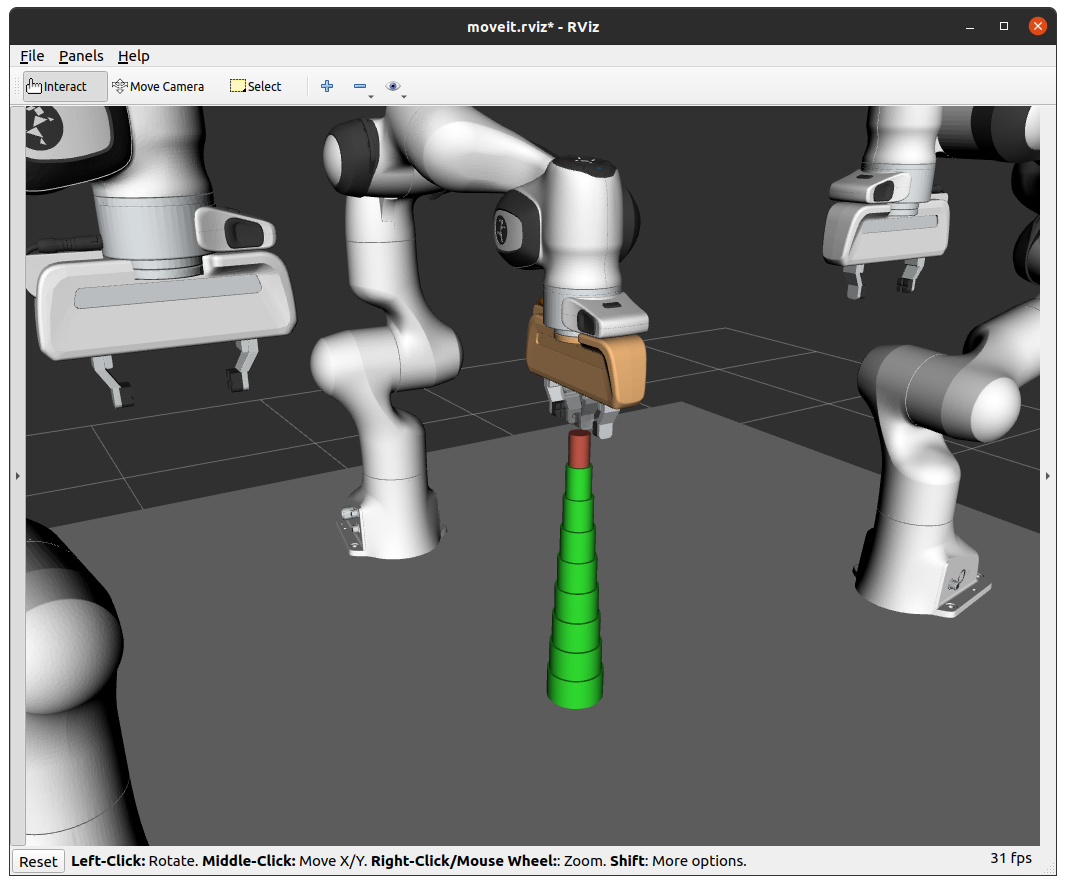 moveit.rviz* - RViz
File Panels Help
Interact Move Camera Select
Reset Left-Click: Rotate. Middle-Click: Move X/Y. Right-Click/Mouse Wheel:: Zoom. Shift: More options. 31 fps